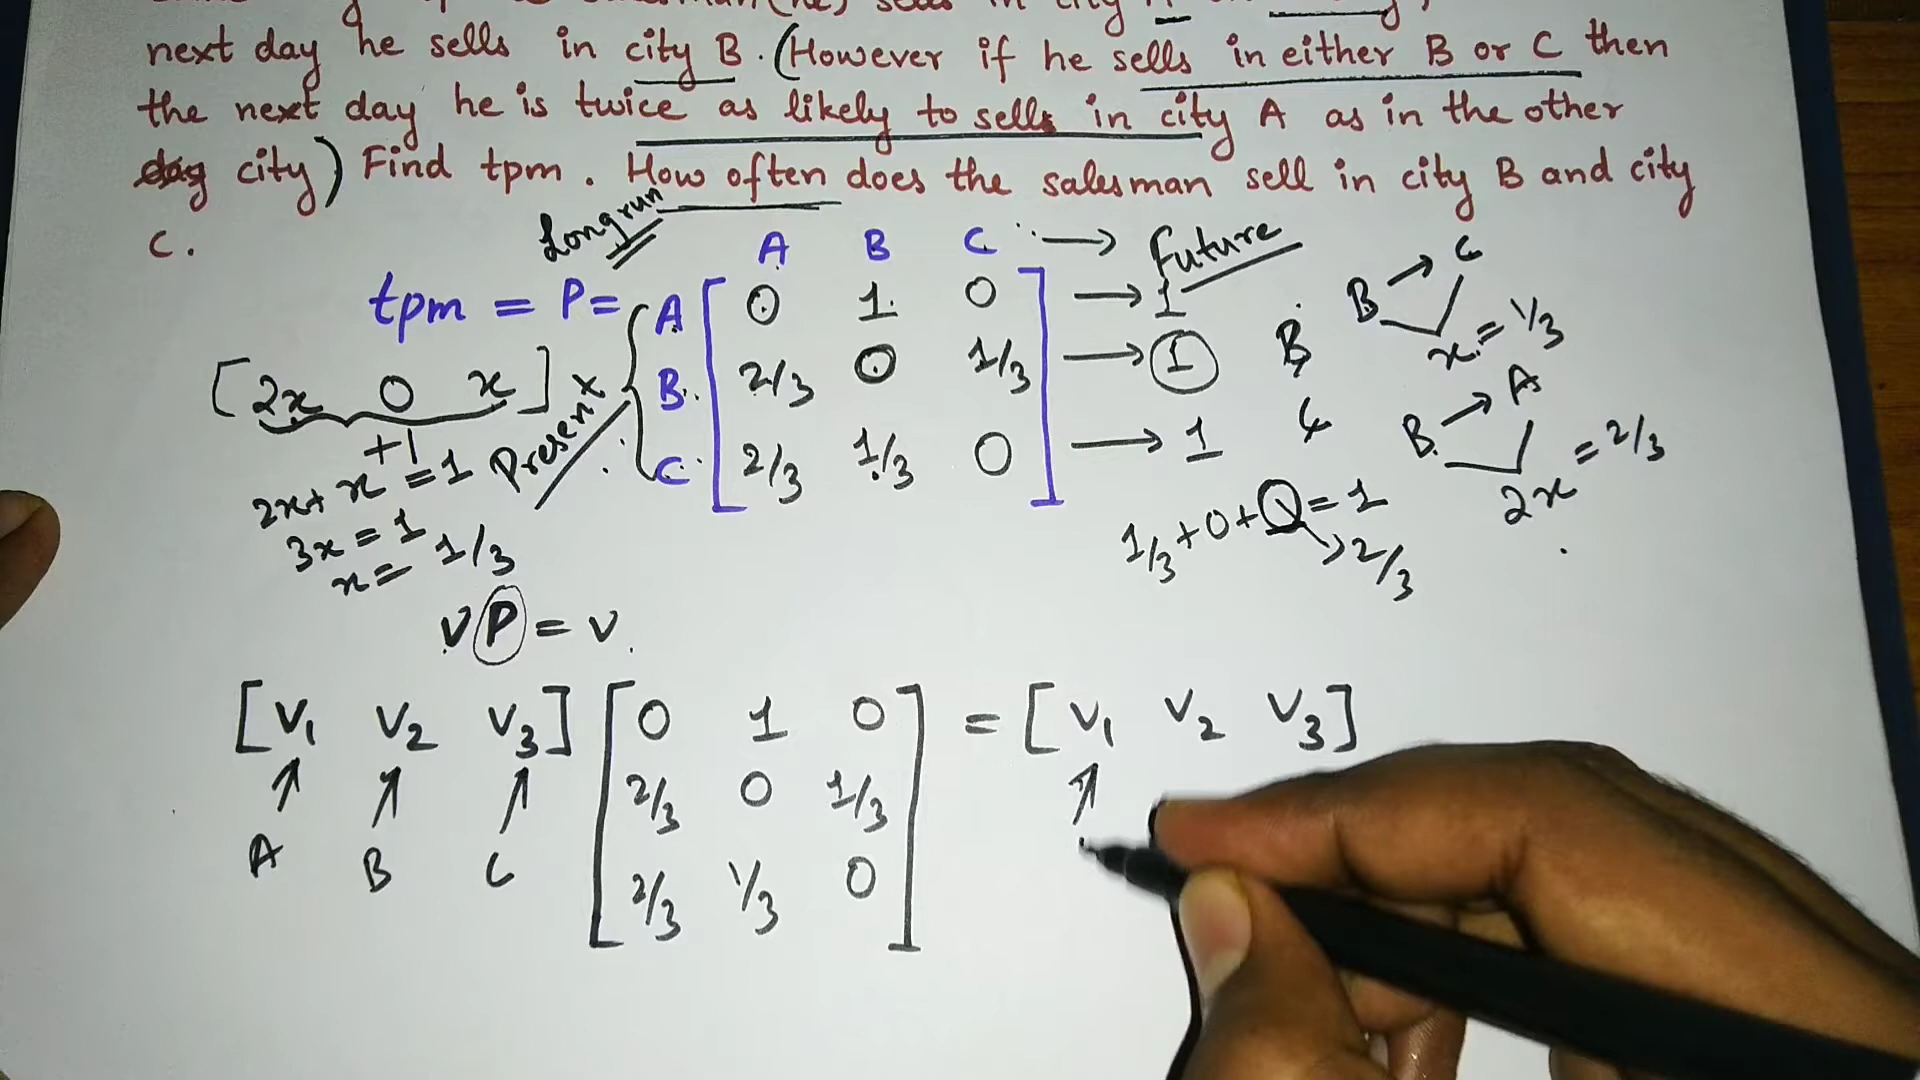 next day he sells in city B. (However if he sells in either B or C then
the next day he is twice as likely to sells in city A as in the other
city) Find tpm. How often does the salesman sell in city B and city
C.
Longrun
A B C → Future
tpm = P =
A [ 0 1 0 ] → 1
B [ 2/3 0 1/3 ] → 1
C [ 2/3 1/3 0 ] → 1
Present
[2x 0 x]
+1
2x + x = 1
3x = 1
x = 1/3
B → C
x = 1/3
B → A
2x = 2/3
B
C
1/3 + 0 + Q = 1
→ 2/3
VP = V
[V₁ V₂ V₃] [ 0 1 0 ] = [V₁ V₂ V₃]
2/3 0 1/3
2/3 1/3 0
A B C